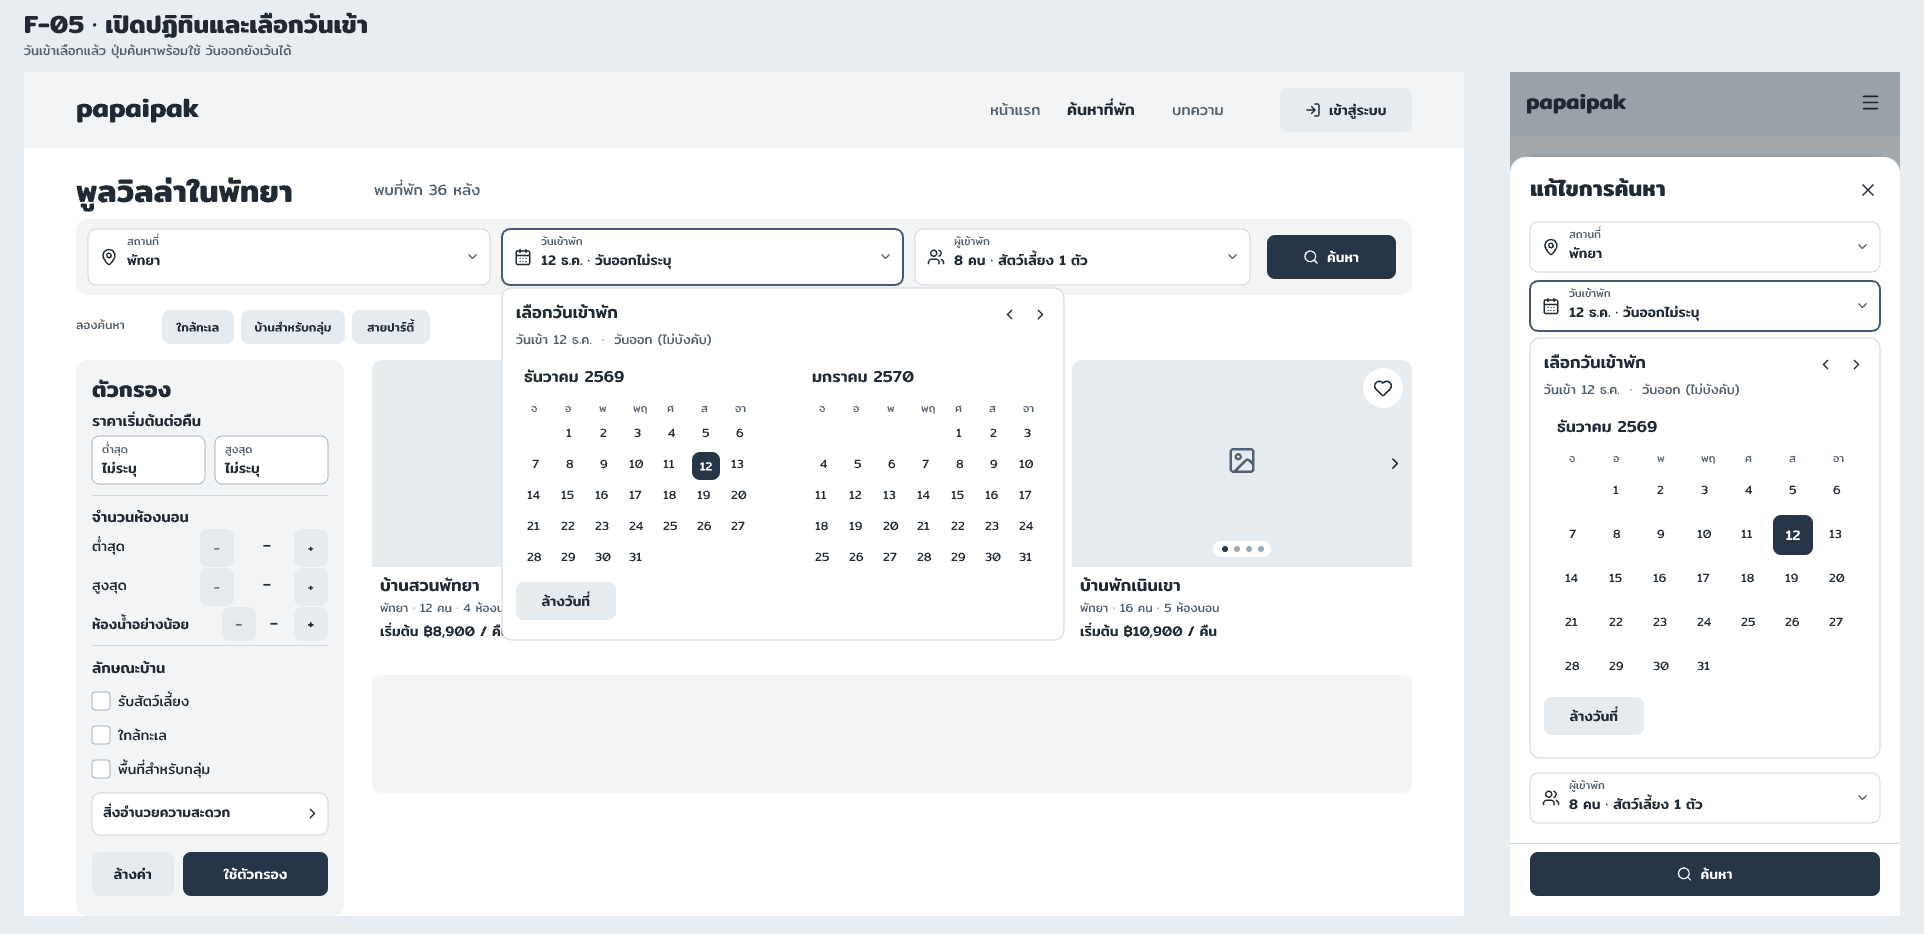 F-05 · เปิดปฏิทินและเลือกวันเข้า
วันเข้าเลือกแล้ว ปุ่มค้นหาพร้อมใช้ วันออกยังเว้นได้
papaipak
หน้าแรก
ค้นหาที่พัก
บทความ
เข้าสู่ระบบ
พูลวิลล่าในพัทยา
พบที่พัก 36 หลัง
สถานที่
พัทยา
วันเข้าพัก
12 ธ.ค. · วันออกไม่ระบุ
ผู้เข้าพัก
8 คน · สัตว์เลี้ยง 1 ตัว
ค้นหา
ลองค้นหา
ใกล้ทะเล
บ้านสำหรับกลุ่ม
สายปาร์ตี้
ตัวกรอง
ราคาเริ่มต้นต่อคืน
ต่ำสุด
ไม่ระบุ
สูงสุด
ไม่ระบุ
จำนวนห้องนอน
ต่ำสุด
- – +
สูงสุด
- – +
ห้องน้ำอย่างน้อย
- – +
ลักษณะบ้าน
รับสัตว์เลี้ยง
ใกล้ทะเล
พื้นที่สำหรับกลุ่ม
สิ่งอำนวยความสะดวก
ล้างค่า
ใช้ตัวกรอง
เลือกวันเข้าพัก
วันเข้า 12 ธ.ค. · วันออก (ไม่บังคับ)
ธันวาคม 2569
จ อ พ พฤ ศ ส อา
1 2 3 4 5 6
7 8 9 10 11 12 13
14 15 16 17 18 19 20
21 22 23 24 25 26 27
28 29 30 31
มกราคม 2570
จ อ พ พฤ ศ ส อา
1 2 3
4 5 6 7 8 9 10
11 12 13 14 15 16 17
18 19 20 21 22 23 24
25 26 27 28 29 30 31
ล้างวันที่
บ้านสวนพัทยา
พัทยา · 12 คน · 4 ห้องน
เริ่มต้น ฿8,900 / คื
บ้านพักเนินเขา
พัทยา · 16 คน · 5 ห้องนอน
เริ่มต้น ฿10,900 / คืน
papaipak
แก้ไขการค้นหา
สถานที่
พัทยา
วันเข้าพัก
12 ธ.ค. · วันออกไม่ระบุ
เลือกวันเข้าพัก
วันเข้า 12 ธ.ค. · วันออก (ไม่บังคับ)
ธันวาคม 2569
จ อ พ พฤ ศ ส อา
1 2 3 4 5 6
7 8 9 10 11 12 13
14 15 16 17 18 19 20
21 22 23 24 25 26 27
28 29 30 31
ล้างวันที่
ผู้เข้าพัก
8 คน · สัตว์เลี้ยง 1 ตัว
ค้นหา